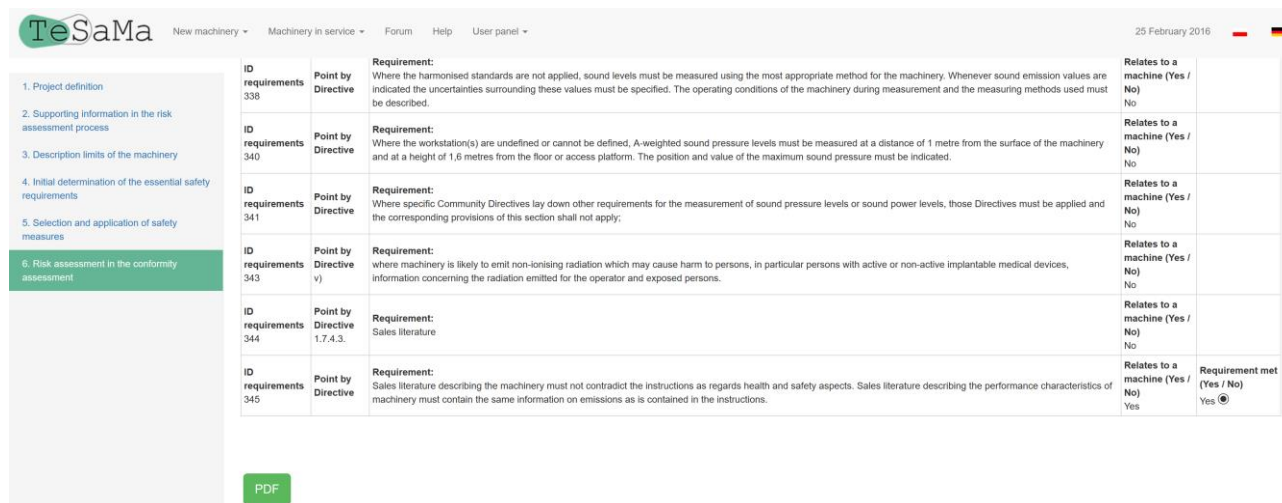 TeSaMa
New machinery
Machinery in service
Forum
Help
User panel
25 February 2016
1. Project definition
2. Supporting information in the risk
assessment process
3. Description limits of the machinery
4. Initial determination of the essential safety
requirements
5. Selection and application of safety
measures
6. Risk assessment in the conformity
assessment
ID
requirements
338
Point by
Directive
Requirement:
Where the harmonised standards are not applied, sound levels must be measured using the most appropriate method for the machinery. Whenever sound emission values are
indicated the uncertainties surrounding these values must be specified. The operating conditions of the machinery during measurement and the measuring methods used must
be described.
Relates to a
machine (Yes /
No)
No
ID
requirements
340
Point by
Directive
Requirement:
Where the workstation(s) are undefined or cannot be defined, A-weighted sound pressure levels must be measured at a distance of 1 metre from the surface of the machinery
and at a height of 1,6 metres from the floor or access platform. The position and value of the maximum sound pressure must be indicated.
Relates to a
machine (Yes /
No)
No
ID
requirements
341
Point by
Directive
Requirement:
Where specific Community Directives lay down other requirements for the measurement of sound pressure levels or sound power levels, those Directives must be applied and
the corresponding provisions of this section shall not apply;
Relates to a
machine (Yes /
No)
No
ID
requirements
343
Point by
Directive
v)
Requirement:
where machinery is likely to emit non-ionising radiation which may cause harm to persons, in particular persons with active or non-active implantable medical devices,
information concerning the radiation emitted for the operator and exposed persons.
Relates to a
machine (Yes /
No)
No
ID
requirements
344
Point by
Directive
1.7.4.3.
Requirement:
Sales literature
Relates to a
machine (Yes /
No)
No
ID
requirements
345
Point by
Directive
Requirement:
Sales literature describing the machinery must not contradict the instructions as regards health and safety aspects. Sales literature describing the performance characteristics of
machinery must contain the same information on emissions as is contained in the instructions.
Relates to a
machine (Yes /
No)
Yes
Requirement met
(Yes / No)
Yes
PDF